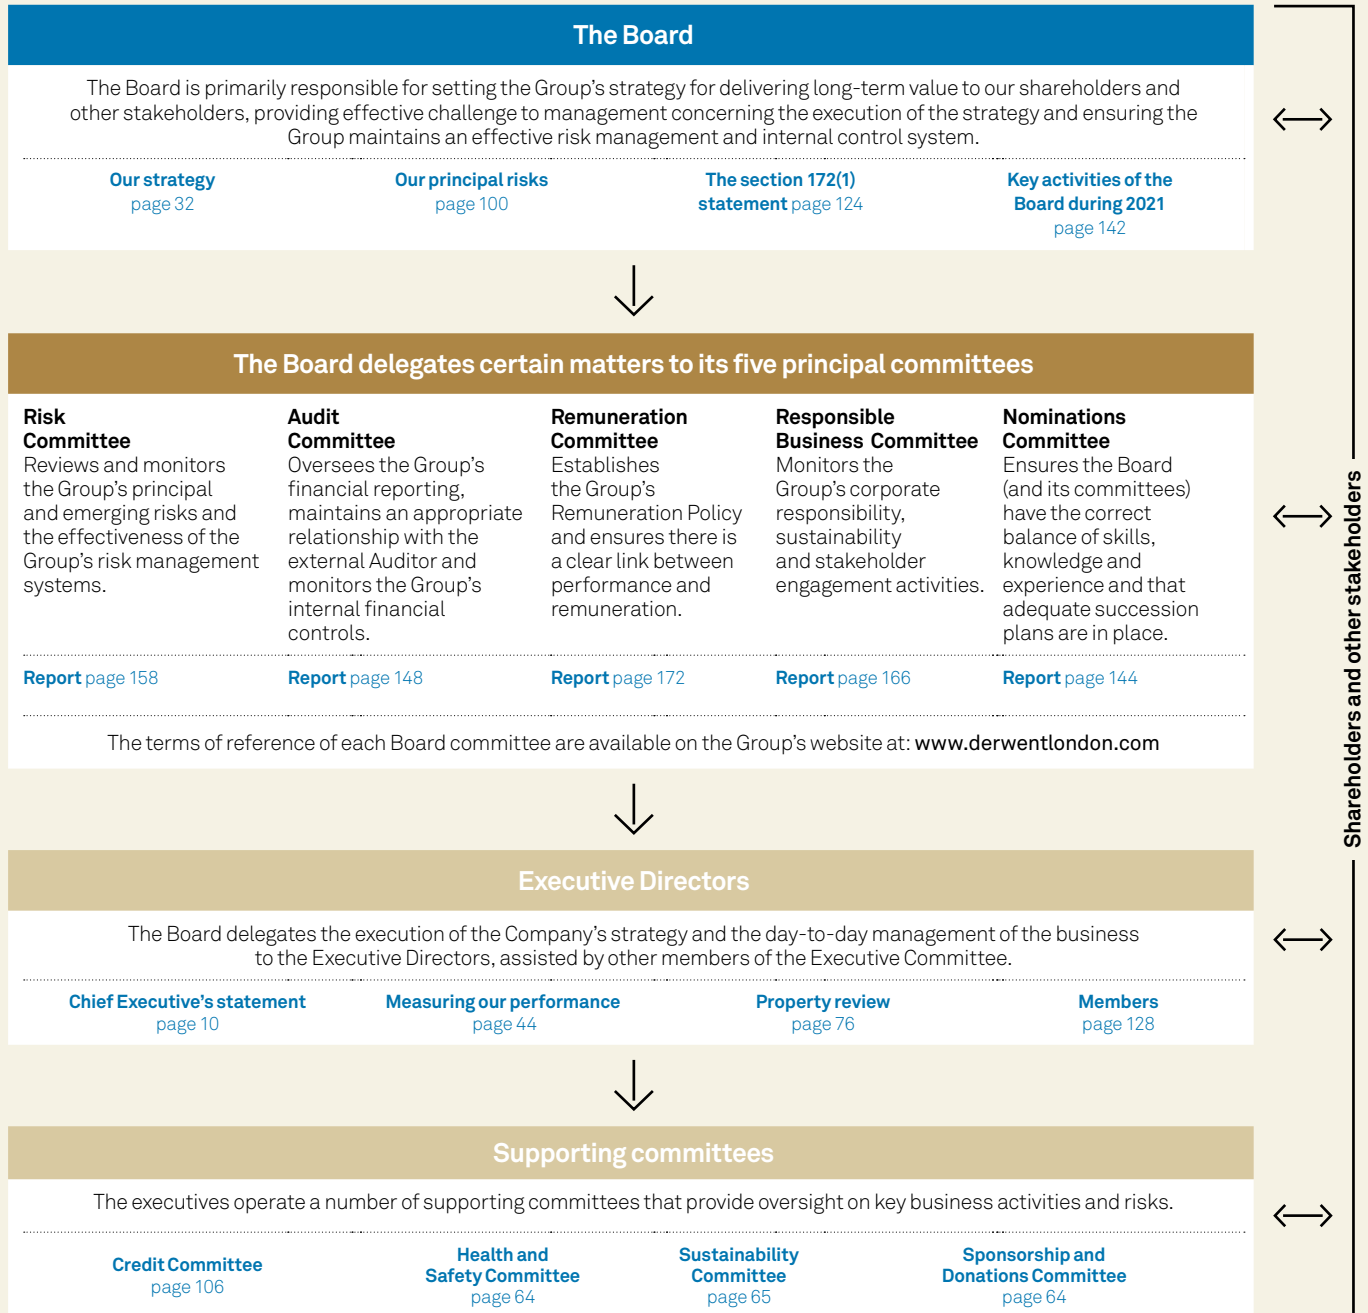 The Board
The Board is primarily responsible for setting the Group's strategy for delivering long-term value to our shareholders and
other stakeholders, providing effective challenge to management concerning the execution of the strategy and ensuring the
Group maintains an effective risk management and internal control system.
Our strategy
page 32
Our principal risks
page 100
The section 172(1)
statement page 124
Key activities of the
Board during 2021
page 142
The Board delegates certain matters to its five principal committees
Risk
Committee
Reviews and monitors
the Group's principal
and emerging risks and
the effectiveness of the
Group's risk management
systems.
Report page 158
Audit
Committee
Oversees the Group's
financial reporting,
maintains an appropriate
relationship with the
external Auditor and
monitors the Group's
internal financial
controls.
Report page 148
Remuneration
Committee
Establishes
the Group's
Remuneration Policy
and ensures there is
a clear link between
performance and
remuneration.
Report page 172
Responsible
Business Committee
Monitors the
Group's corporate
responsibility,
sustainability
and stakeholder
engagement activities.
Report page 166
Nominations
Committee
Ensures the Board
(and its committees)
have the correct
balance of skills,
knowledge and
experience and that
adequate succession
plans are in place.
Report page 144
The terms of reference of each Board committee are available on the Group's website at: www.derwentlondon.com
Executive Directors
The Board delegates the execution of the Company's strategy and the day-to-day management of the business
to the Executive Directors, assisted by other members of the Executive Committee.
Chief Executive's statement
page 10
Measuring our performance
page 44
Property review
page 76
Members
page 128
Supporting committees
The executives operate a number of supporting committees that provide oversight on key business activities and risks.
Credit Committee
page 106
Health and
Safety Committee
page 64
Sustainability
Committee
page 65
Sponsorship and
Donations Committee
page 64
Shareholders and other stakeholders